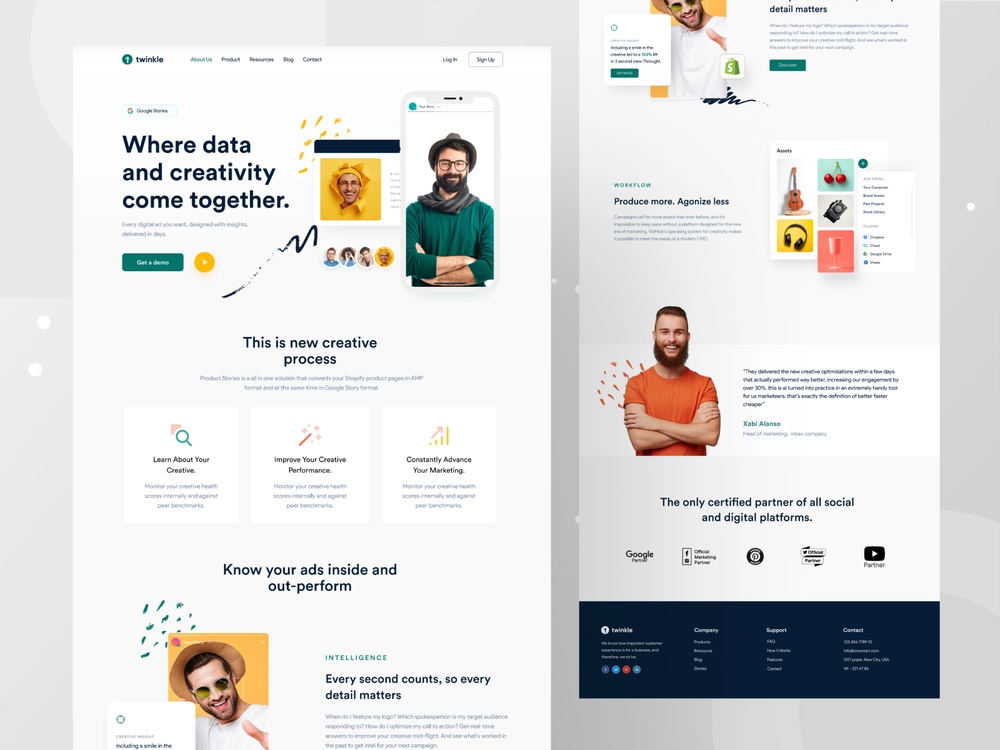 twinkle
About Us Product Resources Blog Contact
Log In
Sign Up
Google Stories
Where data
and creativity
come together.
Every digital ad you want, designed with insights,
delivered in days.
Get a demo
Your Story
This is new creative
process
Product Stories is a all in one solution that converts your Shopify product pages in AMP
format and at the same time in Google Story format.
Learn About Your
Creative.
Monitor your creative health
scores internally and against
peer benchmarks.
Improve Your Creative
Performance.
Monitor your creative health
scores internally and against
peer benchmarks.
Constantly Advance
Your Marketing.
Monitor your creative health
scores internally and against
peer benchmarks.
Know your ads inside and
out-perform
Your Story
CREATIVE INSIGHT
Including a smile in the
INTELLIGENCE
Every second counts, so every
detail matters
When do I feature my logo? Which spokesperson is my target audience
responding to? How do I optimize my call to action? Get real-time
answers to improve your creative mid-flight. And see what's worked in
the past to get intel for your next campaign.
CREATIVE INSIGHT
Including a smile in the
creative led to a 102% lift
in 3 second view-Throught.
OPTIMIZE
detail matters
When do I feature my logo? Which spokesperson is my target audience
responding to? How do I optimize my call to action? Get real-time
answers to improve your creative mid-flight. And see what's worked in
the past to get intel for your next campaign.
Discover
WORKFLOW
Produce more. Agonize less
Campaigns call for more assets than ever before, and it's
impossible to keep pace without a platform designed for the new
era of marketing. VidMob's operating system for creativity makes
it possible to meet the needs of a modern CMO.
Assets
Your Computer
Brand Assets
Past Projects
Stock Library
PLUGINS
Dropbox
Cloud
Google Drive
Vimeo
"They delivered the new creative optimizations within a few days
that actually performed way better, increasing our engagement by
over 30%. this is ai turned into practice in an extremely handy tool
for us marketeers. that's exactly the definition of better faster
cheaper"
Xabi Alanso
Head of marketing, inbev company
The only certified partner of all social
and digital platforms.
Google
Partner
Official
Marketing
Partner
Official
Partner
Partner
twinkle
We know how important customer
experience is for a business, and
therefore, we strive
Company
Products
Resource
Blog
Stories
Support
FAQ
How it Works
Features
Contact
Contact
123 456 7789 10
info@oraninart.com
007 pople, New City, USA